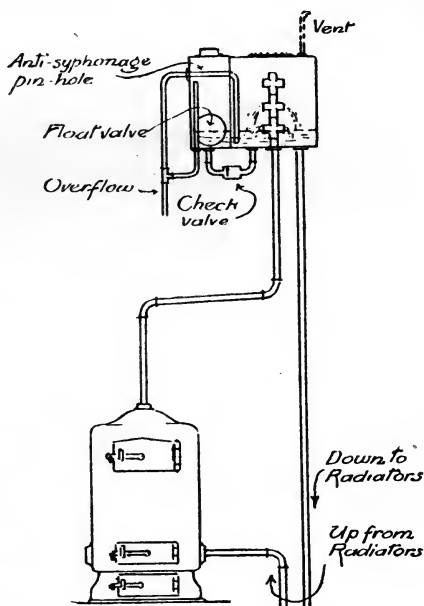 Vent
Anti-syphonage
pin-hole
Float valve
Overflow
Check
valve
Down to
Radiators
Up from
Radiators